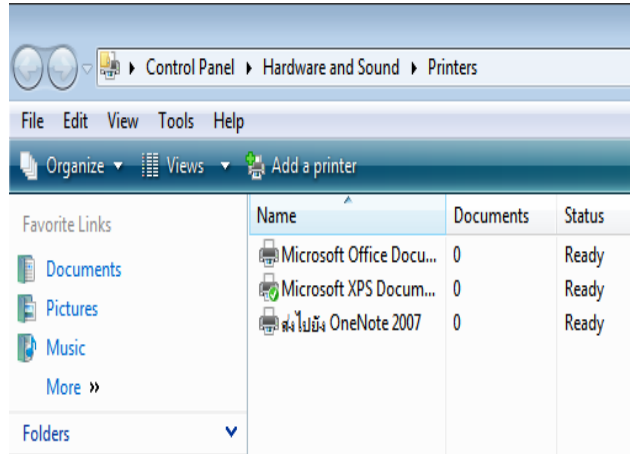 Control Panel Hardware and Sound Printers
File Edit View Tools Help
Organize Views Add a printer
Favorite Links
Documents
Pictures
Music
More »
Folders
Name Documents Status
Microsoft Office Docu... 0 Ready
Microsoft XPS Docum... 0 Ready
ส่งไปยัง OneNote 2007 0 Ready